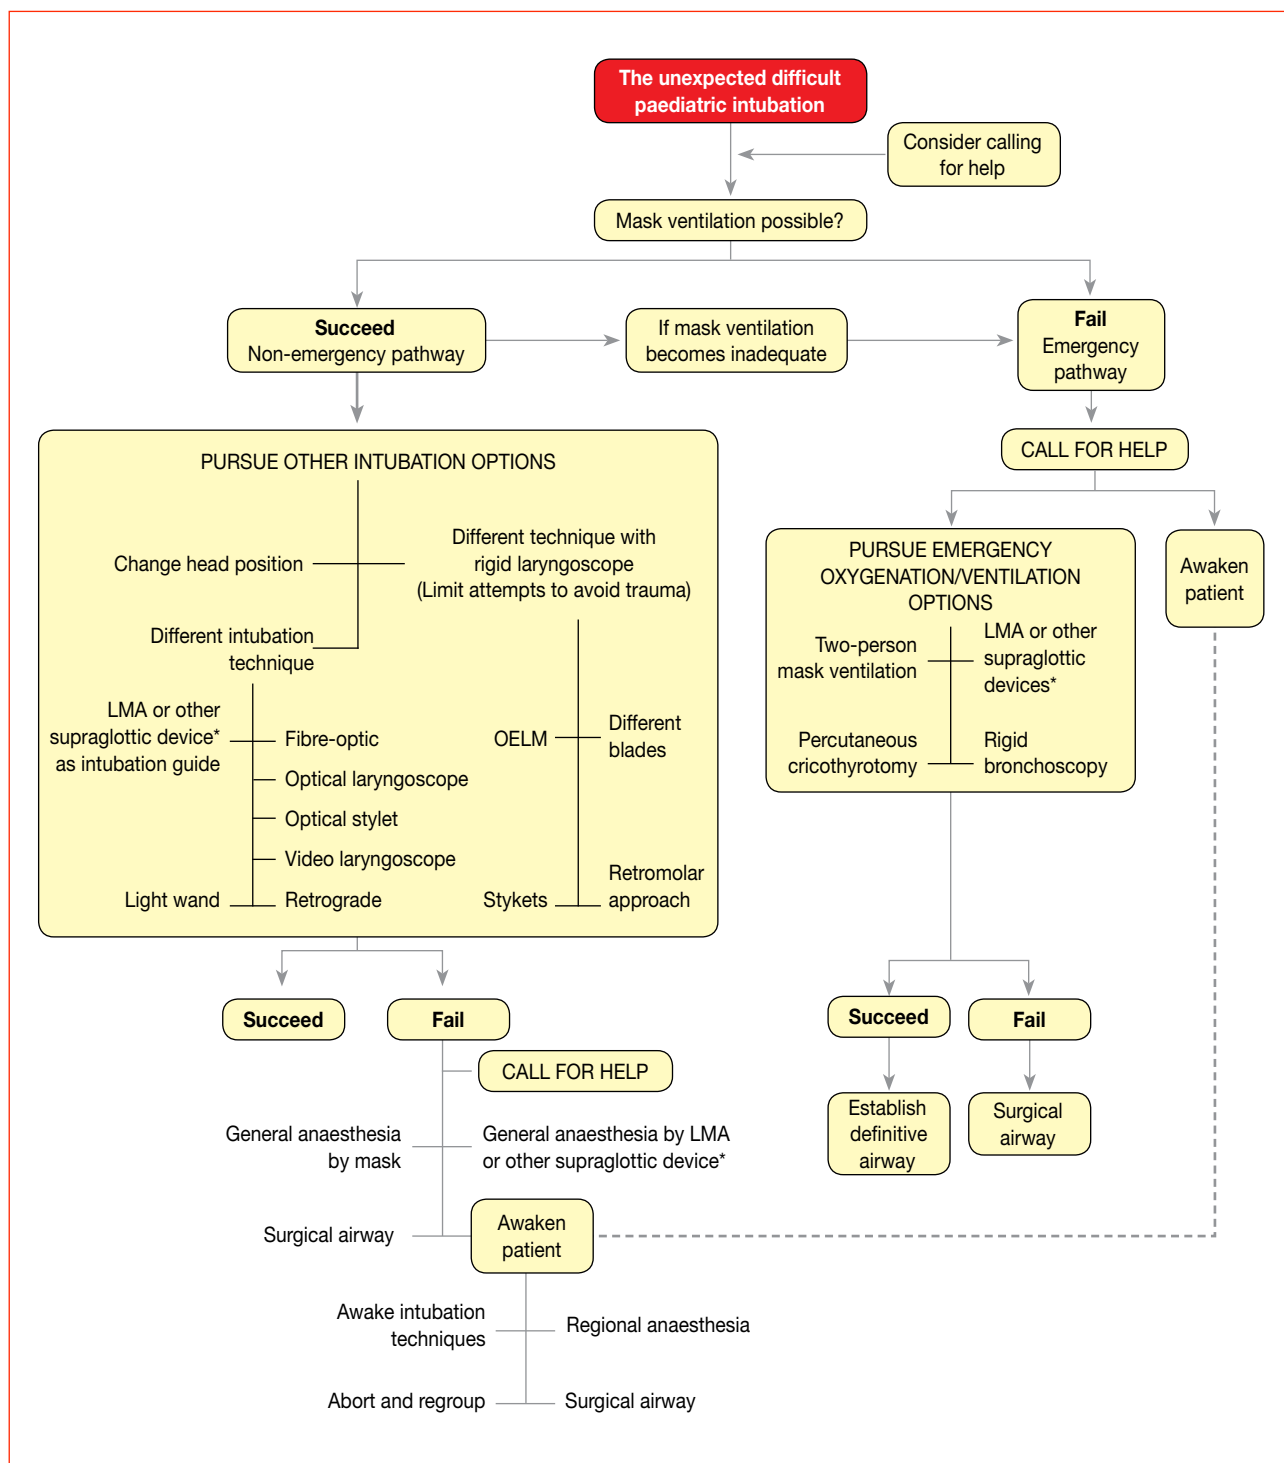 The unexpected difficult
paediatric intubation
Consider calling
for help
Mask ventilation possible?
Succeed
Non-emergency pathway
If mask ventilation
becomes inadequate
Fail
Emergency
pathway
CALL FOR HELP
PURSUE OTHER INTUBATION OPTIONS
Change head position
Different technique with
rigid laryngoscope
(Limit attempts to avoid trauma)
Different intubation
technique
LMA or other
supraglottic device*
as intubation guide
Fibre-optic
Optical laryngoscope
Optical stylet
Video laryngoscope
Light wand
Retrograde
OELM
Different
blades
Stykets
Retromolar
approach
PURSUE EMERGENCY
OXYGENATION/VENTILATION
OPTIONS
Two-person
mask ventilation
LMA or other
supraglottic
devices*
Percutaneous
cricothyrotomy
Rigid
bronchoscopy
Awaken
patient
Succeed
Fail
CALL FOR HELP
General anaesthesia
by mask
General anaesthesia by LMA
or other supraglottic device*
Surgical airway
Awaken
patient
Awake intubation
techniques
Regional anaesthesia
Abort and regroup
Surgical airway
Succeed
Fail
Establish
definitive
airway
Surgical
airway